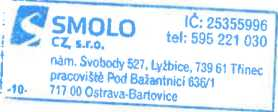 SMOLO
CZ, s.r.o.
IČ: 25355996
tel: 595 221 030
nám. Svobody 527, Lyžbice, 739 61 Třinec
pracoviště Pod Bažantnicí 636/1
-10- 717 00 Ostrava-Bartovice